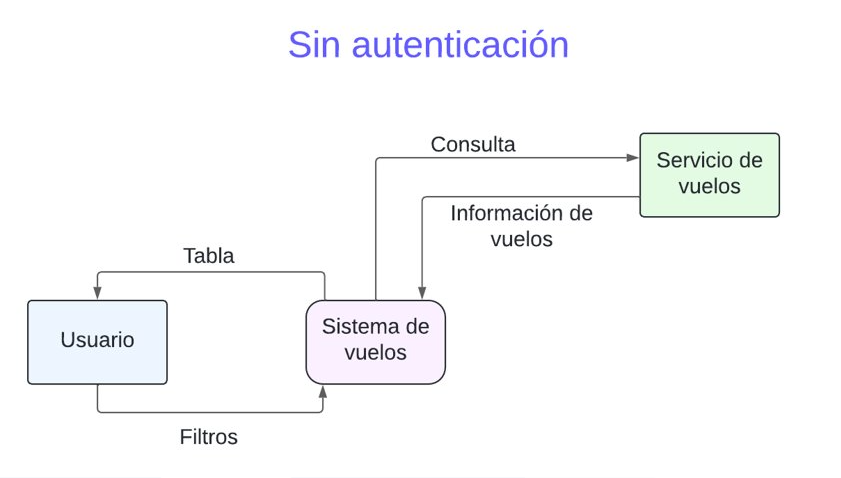 Sin autenticación
Consulta
Servicio de
vuelos
Información de
vuelos
Tabla
Usuario
Sistema de
vuelos
Filtros